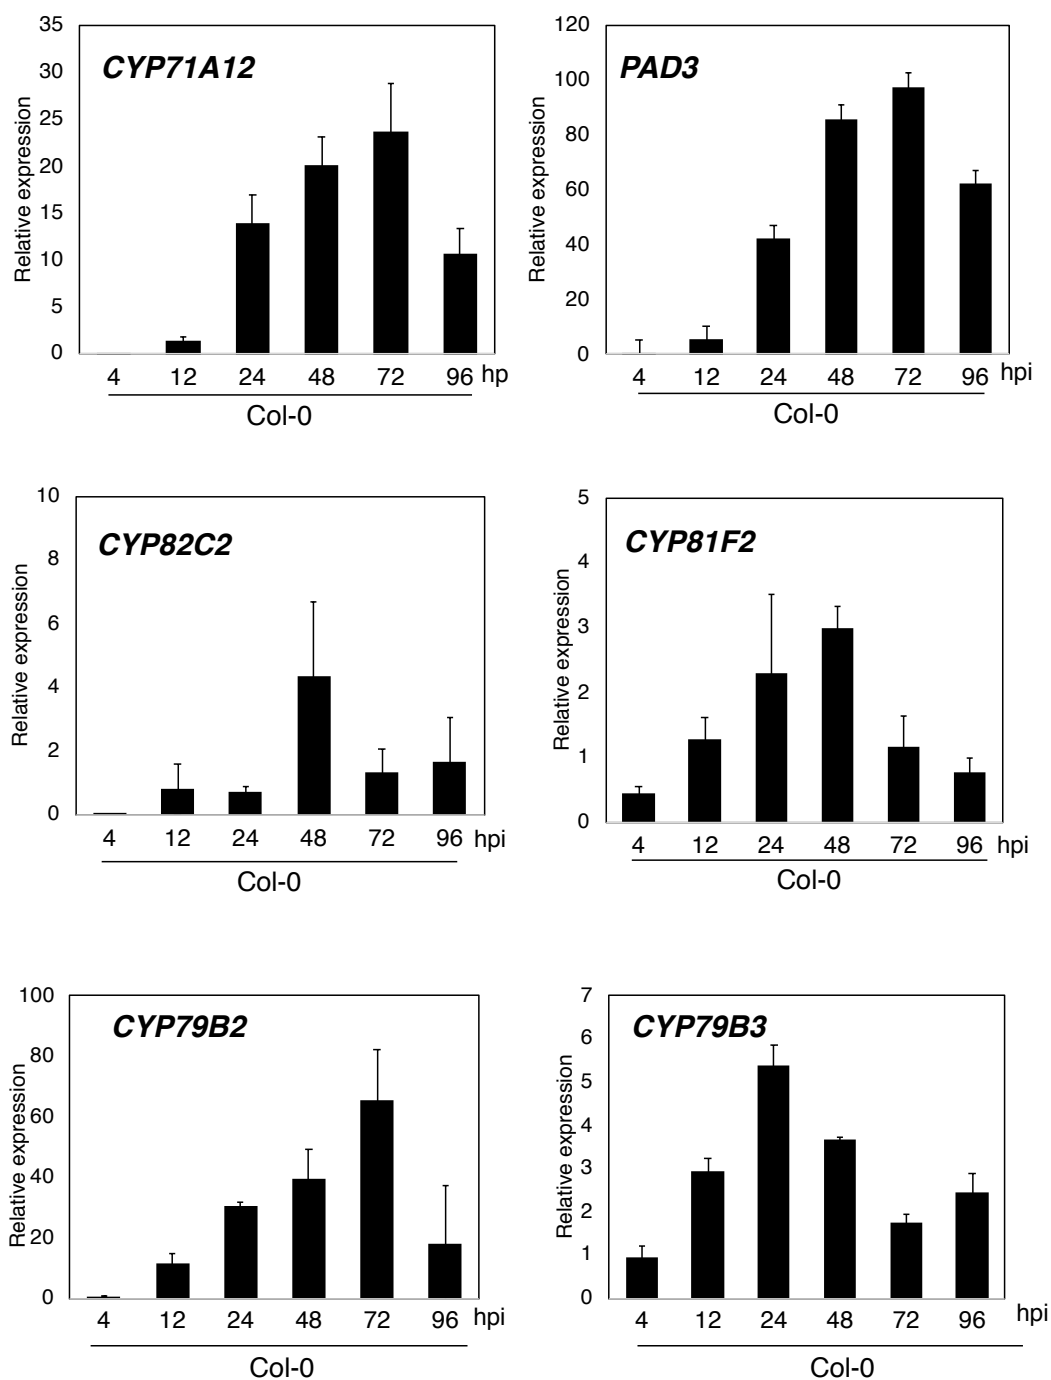 CYP71A12
Relative expression
35
30
25
20
15
10
5
0
4 12 24 48 72 96 hp
Col-0
PAD3
Relative expression
120
100
80
60
40
20
0
4 12 24 48 72 96 hpi
Col-0
CYP82C2
Relative expression
10
8
6
4
2
0
4 12 24 48 72 96 hpi
Col-0
CYP81F2
Relative expression
5
4
3
2
1
0
4 12 24 48 72 96 hpi
Col-0
CYP79B2
Relative expression
100
80
60
40
20
0
4 12 24 48 72 96 hpi
Col-0
CYP79B3
Relative expression
7
6
5
4
3
2
1
0
4 12 24 48 72 96 hpi
Col-0